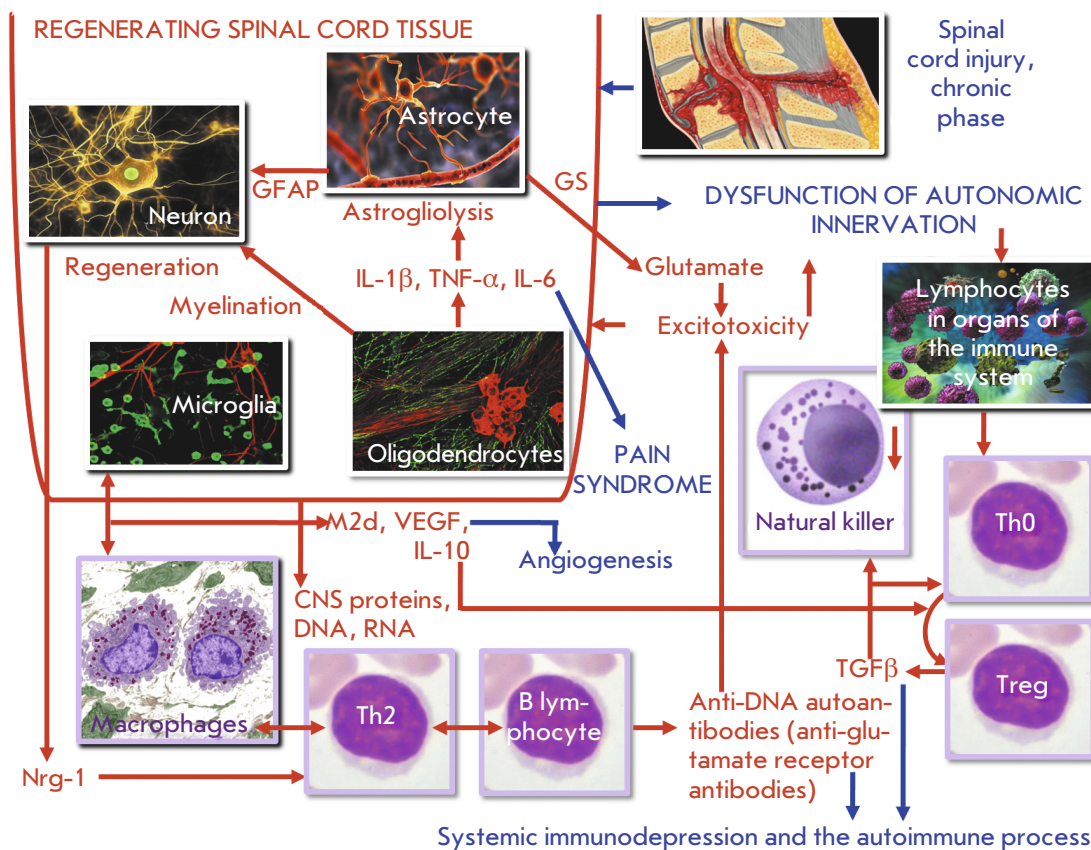 REGENERATING SPINAL CORD TISSUE
Astrocyte
Neuron
GFAP
Astrogliolysis
GS
Regeneration
Myelination
IL-1β, TNF-α, IL-6
Microglia
Oligodendrocytes
Spinal
cord injury,
chronic
phase
DYSFUNCTION OF AUTONOMIC
INNERVATION
Glutamate
Excitotoxicity
Lymphocytes
in organs of
the immune
system
PAIN
SYNDROME
Natural killer
Th0
M2d, VEGF,
IL-10
Angiogenesis
CNS proteins,
DNA, RNA
Macrophages
Th2
B lym-
phocyte
TGFβ
Treg
Anti-DNA autoan-
tibodies (anti-glu-
tamate receptor
antibodies)
Nrg-1
Systemic immunodepression and the autoimmune process